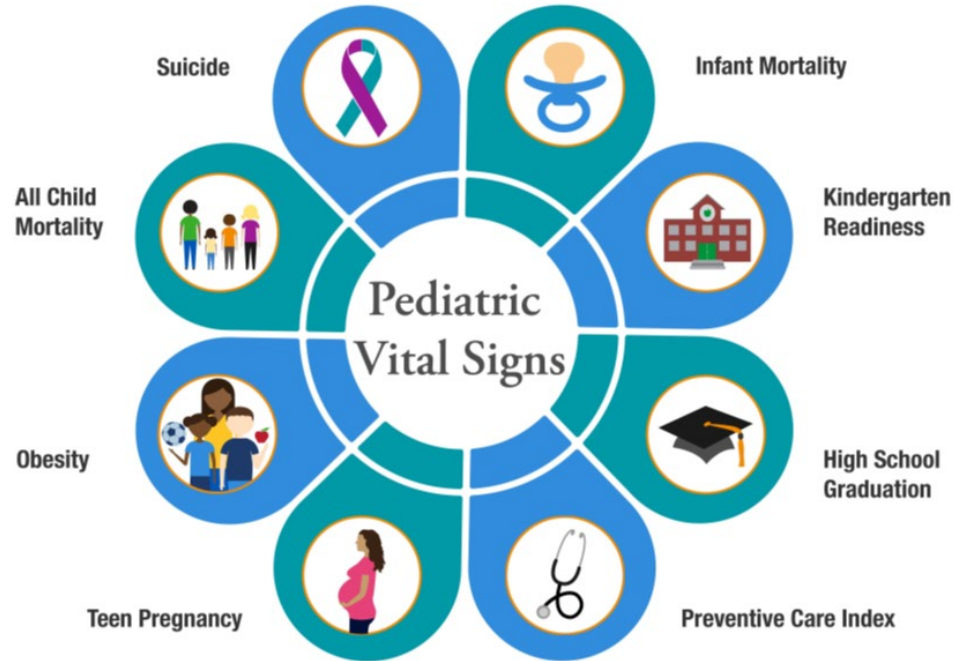 Suicide
Infant Mortality
All Child
Mortality
Kindergarten
Readiness
Pediatric
Vital Signs
Obesity
High School
Graduation
Teen Pregnancy
Preventive Care Index